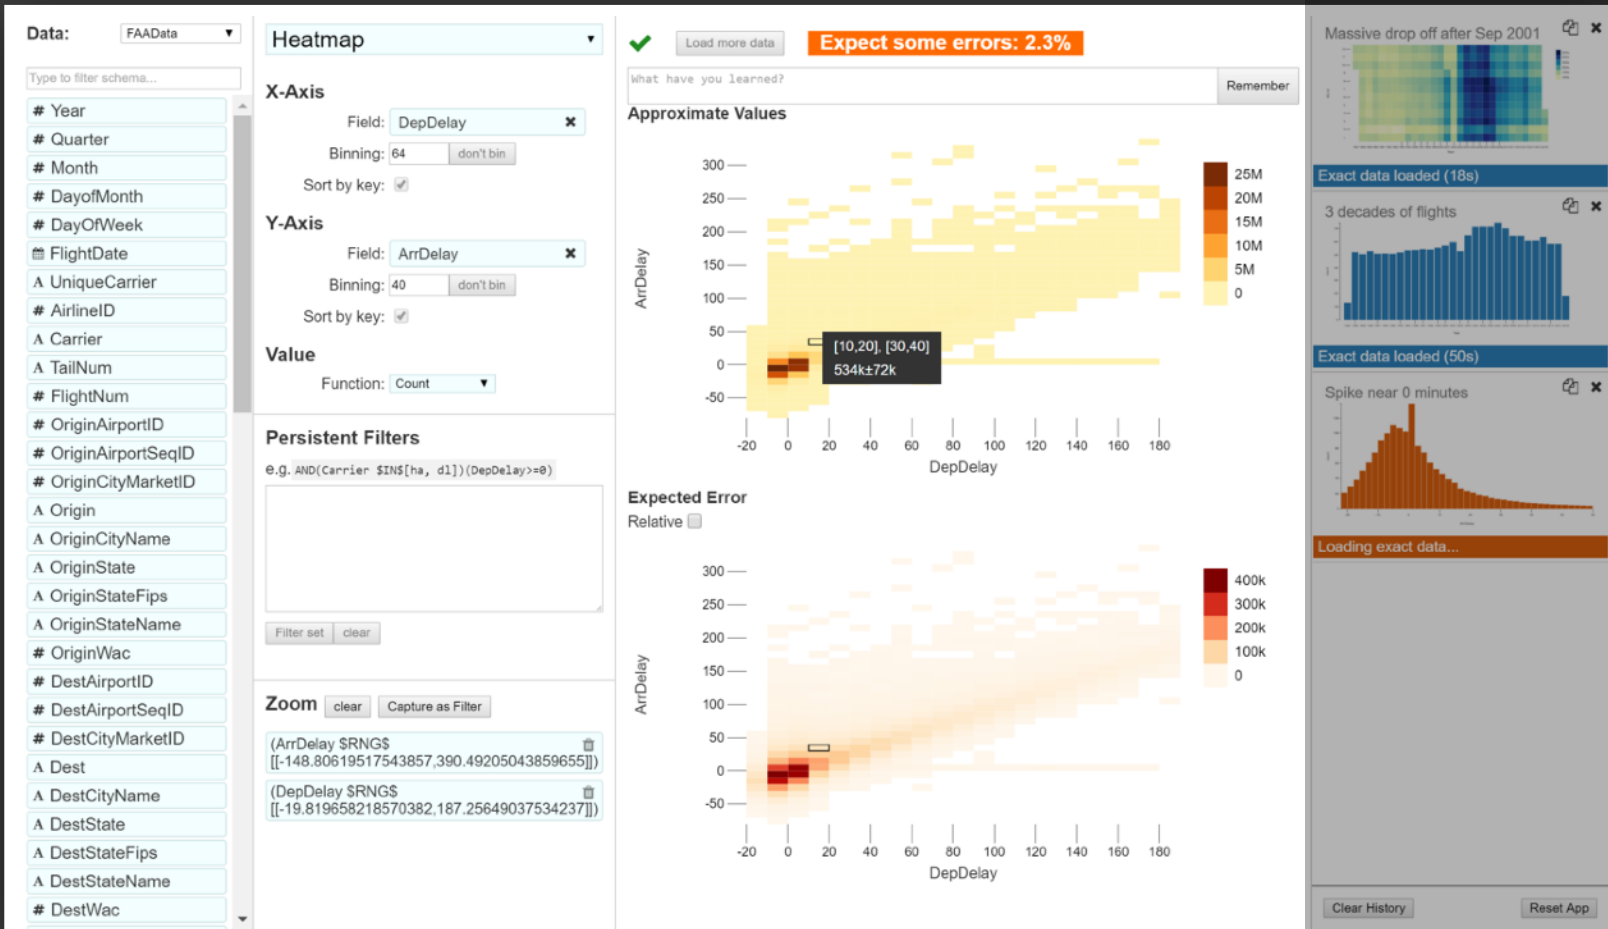 Data:
FAAData
Type to filter schema...
# Year
# Quarter
# Month
# DayofMonth
# DayOfWeek
FlightDate
A UniqueCarrier
# AirlineID
A Carrier
A TailNum
# FlightNum
# OriginAirportID
# OriginAirportSeqID
# OriginCityMarketID
A Origin
A OriginCityName
A OriginState
A OriginStateFips
A OriginStateName
# OriginWac
# DestAirportID
# DestAirportSeqID
# DestCityMarketID
A Dest
A DestCityName
A DestState
A DestStateFips
A DestStateName
# DestWac
Heatmap
X-Axis
Field: DepDelay
Binning: 64 don't bin
Sort by key:
Y-Axis
Field: ArrDelay
Binning: 40 don't bin
Sort by key:
Value
Function: Count
Persistent Filters
e.g. AND(Carrier $IN$[ha, dl])(DepDelay>=0)
Filter set clear
Zoom clear Capture as Filter
(ArrDelay $RNG$
[[-148.80619517543857,390.49205043859655]])
(DepDelay $RNG$
[[-19.819658218570382,187.25649037534237]])
Load more data
Expect some errors: 2.3%
What have you learned?
Remember
Approximate Values
300
250
200
150
100
50
0
-50
ArrDelay
-20 0 20 40 60 80 100 120 140 160 180
DepDelay
25M
20M
15M
10M
5M
0
[10,20], [30,40]
534k±72k
Expected Error
Relative
300
250
200
150
100
50
0
-50
ArrDelay
-20 0 20 40 60 80 100 120 140 160 180
DepDelay
400k
300k
200k
100k
0
Massive drop off after Sep 2001
Exact data loaded (18s)
3 decades of flights
Exact data loaded (50s)
Spike near 0 minutes
Loading exact data...
Clear History
Reset App